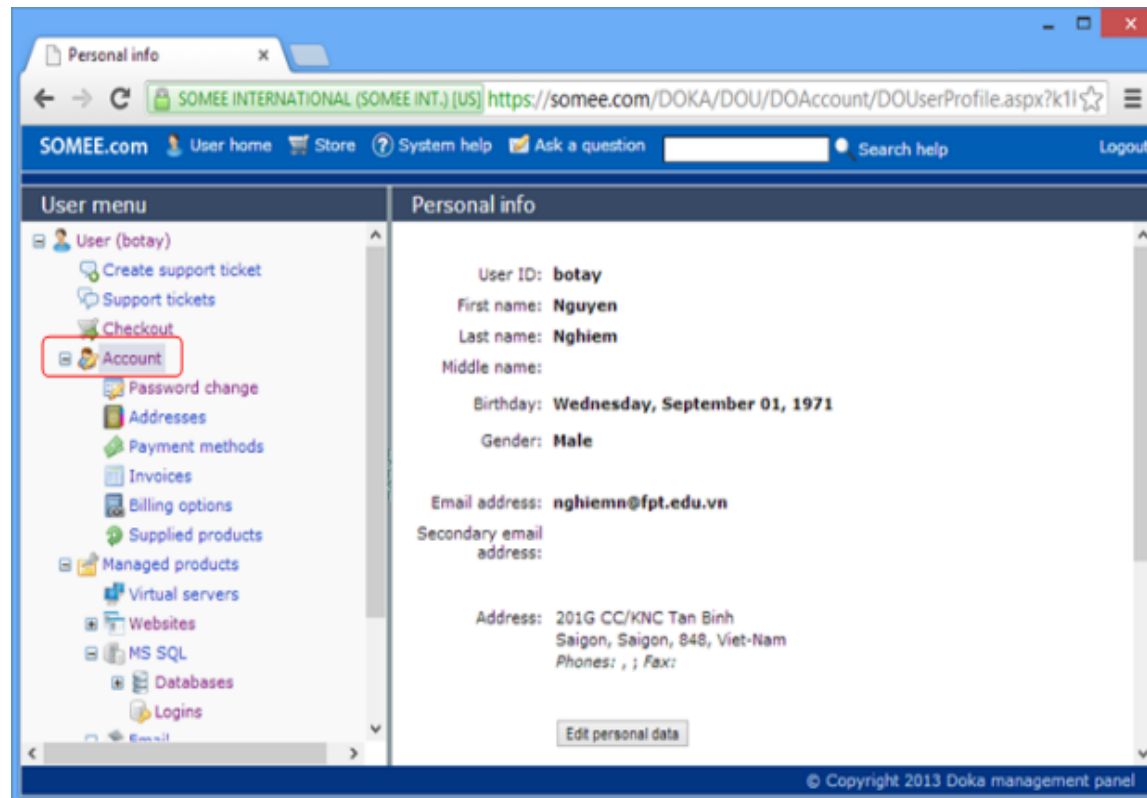 Personal info
SOMEE INTERNATIONAL (SOMEE INT.) [US] https://somee.com/DOKA/DOU/DOAccount/DOUserProfile.aspx?k1
SOMEE.com User home Store System help Ask a question Search help Logout
User menu
User (botay)
Create support ticket
Support tickets
Checkout
Account
Password change
Addresses
Payment methods
Invoices
Billing options
Supplied products
Managed products
Virtual servers
Websites
MS SQL
Databases
Logins
Email
Personal info
User ID: botay
First name: Nguyen
Last name: Nghiem
Middle name:
Birthday: Wednesday, September 01, 1971
Gender: Male
Email address: nghiemn@fpt.edu.vn
Secondary email
address:
Address: 201G CC/KNC Tan Binh
Saigon, Saigon, 848, Viet-Nam
Phones: , ; Fax:
Edit personal data
© Copyright 2013 Doka management panel